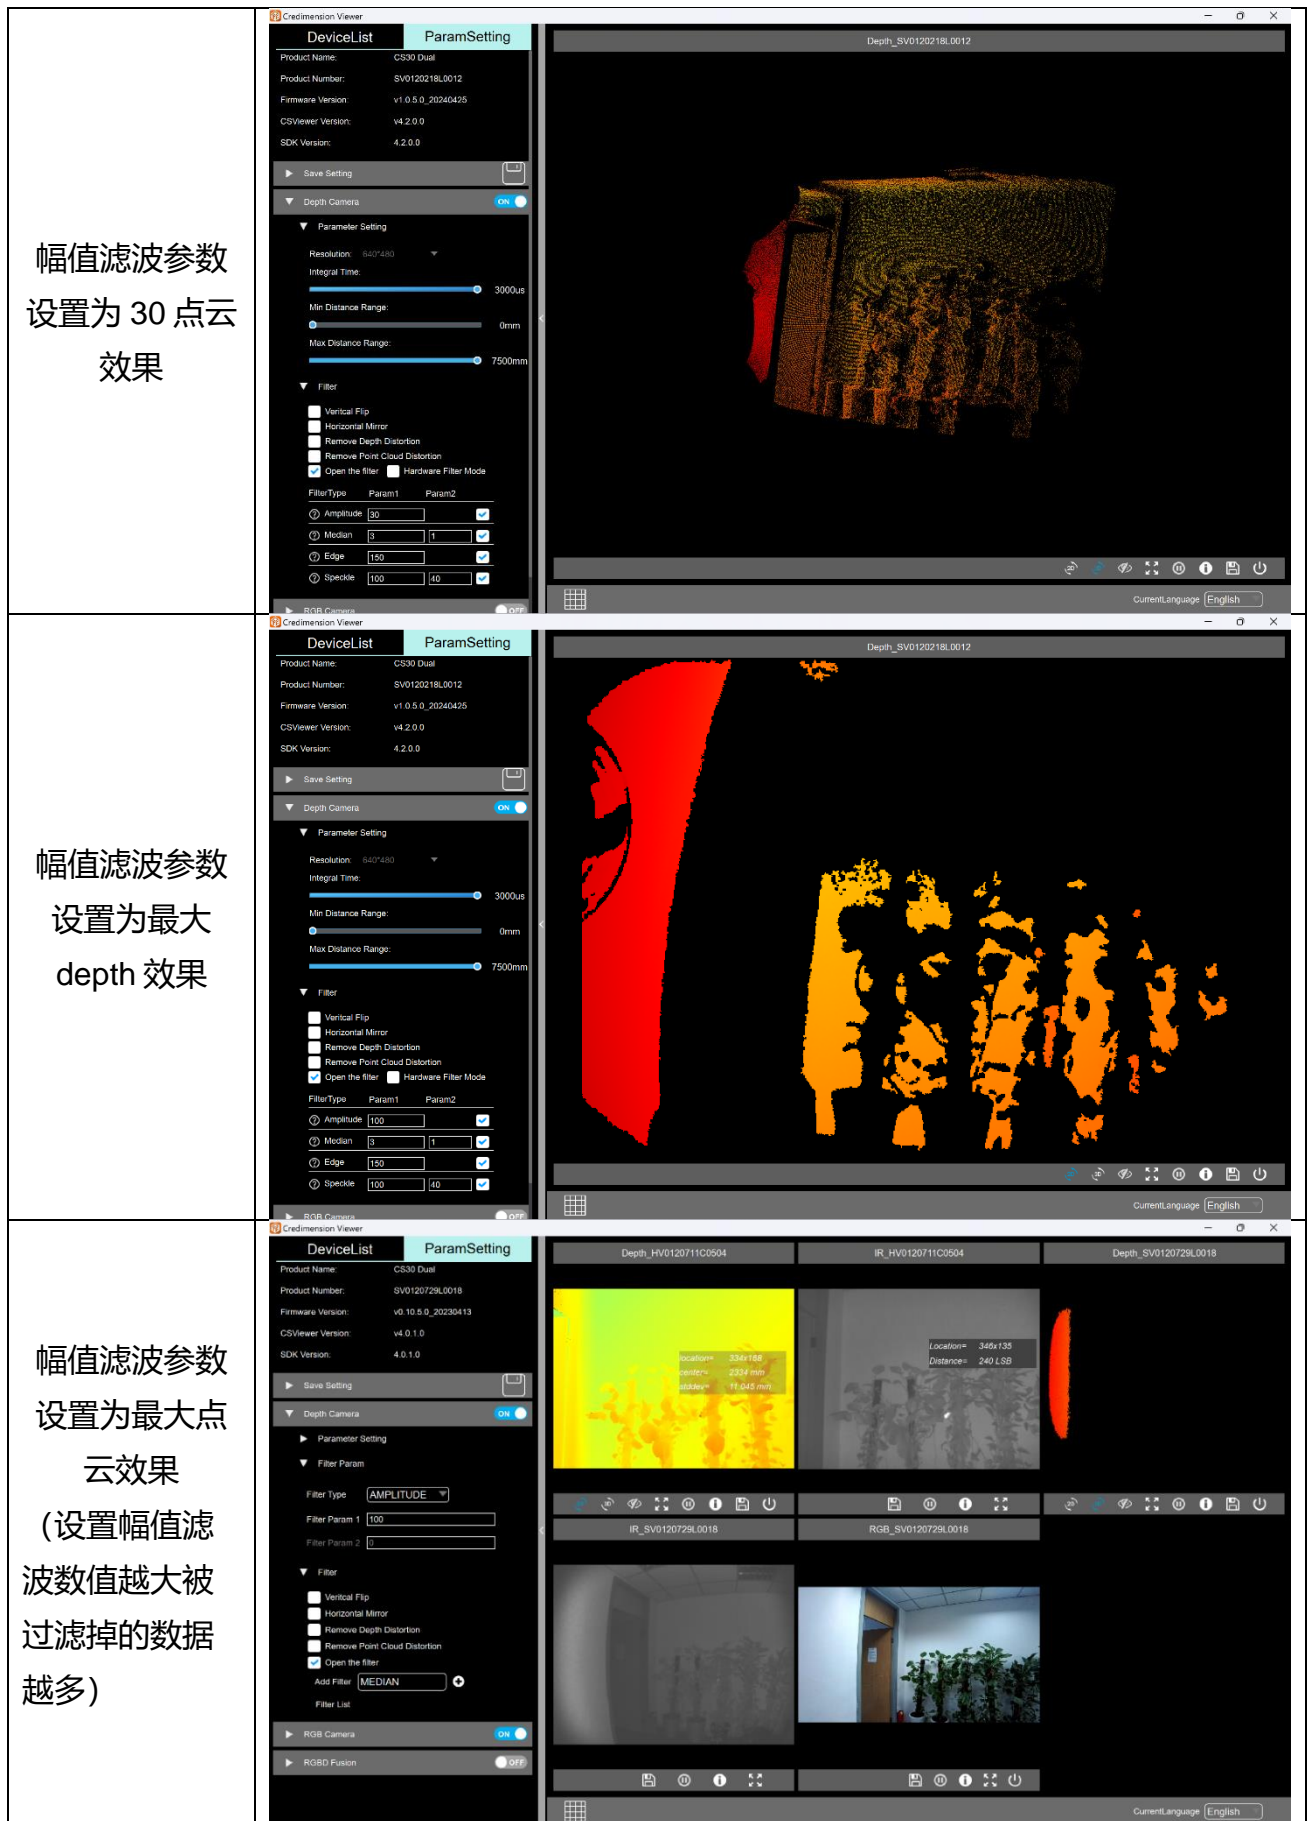 幅值滤波参数
设置为 30 点云
效果
Credimension Viewer
DeviceList ParamSetting
Product Name: CS30 Dual
Product Number: SV0120218L0012
Firmware Version: v1.0.5.0_20240425
CSViewer Version: v4.2.0.0
SDK Version: 4.2.0.0
Save Setting
Depth Camera ON
Parameter Setting
Resolution: 640*480
Integral Time:
3000us
Min Distance Range:
0mm
Max Distance Range:
7500mm
Filter
Veritcal Flip
Horizontal Mirror
Remove Depth Distortion
Remove Point Cloud Distortion
Open the filter Hardware Filter Mode
FilterType Param1 Param2
Amplitude 30
Median 3 1
Edge 150
Speckle 100 40
RGB Camera OFF
Depth_SV0120218L0012
CurrentLanguage English
幅值滤波参数
设置为最大
depth 效果
Credimension Viewer
DeviceList ParamSetting
Product Name: CS30 Dual
Product Number: SV0120218L0012
Firmware Version: v1.0.5.0_20240425
CSViewer Version: v4.2.0.0
SDK Version: 4.2.0.0
Save Setting
Depth Camera ON
Parameter Setting
Resolution: 640*480
Integral Time:
3000us
Min Distance Range:
0mm
Max Distance Range:
7500mm
Filter
Veritcal Flip
Horizontal Mirror
Remove Depth Distortion
Remove Point Cloud Distortion
Open the filter Hardware Filter Mode
FilterType Param1 Param2
Amplitude 100
Median 3 1
Edge 150
Speckle 100 40
RGB Camera OFF
Depth_SV0120218L0012
CurrentLanguage English
幅值滤波参数
设置为最大点
云效果
(设置幅值滤
波数值越大被
过滤掉的数据
越多)
Credimension Viewer
DeviceList ParamSetting
Product Name: CS30 Dual
Product Number: SV0120729L0018
Firmware Version: v0.10.5.0_20230413
CSViewer Version: v4.0.1.0
SDK Version: 4.0.1.0
Save Setting
Depth Camera ON
Parameter Setting
Filter Param
Filter Type AMPLITUDE
Filter Param 1 100
Filter Param 2 0
Filter
Veritcal Flip
Horizontal Mirror
Remove Depth Distortion
Remove Point Cloud Distortion
Open the filter
Add Filter MEDIAN
Filter List
RGB Camera ON
RGBD Fusion OFF
Depth_HV0120711C0504 IR_HV0120711C0504 Depth_SV0120729L0018
location= 334x188
center= 2334 mm
stddev= 11.045 mm
Location= 346x135
Distance= 240 LSB
IR_SV0120729L0018 RGB_SV0120729L0018
CurrentLanguage English